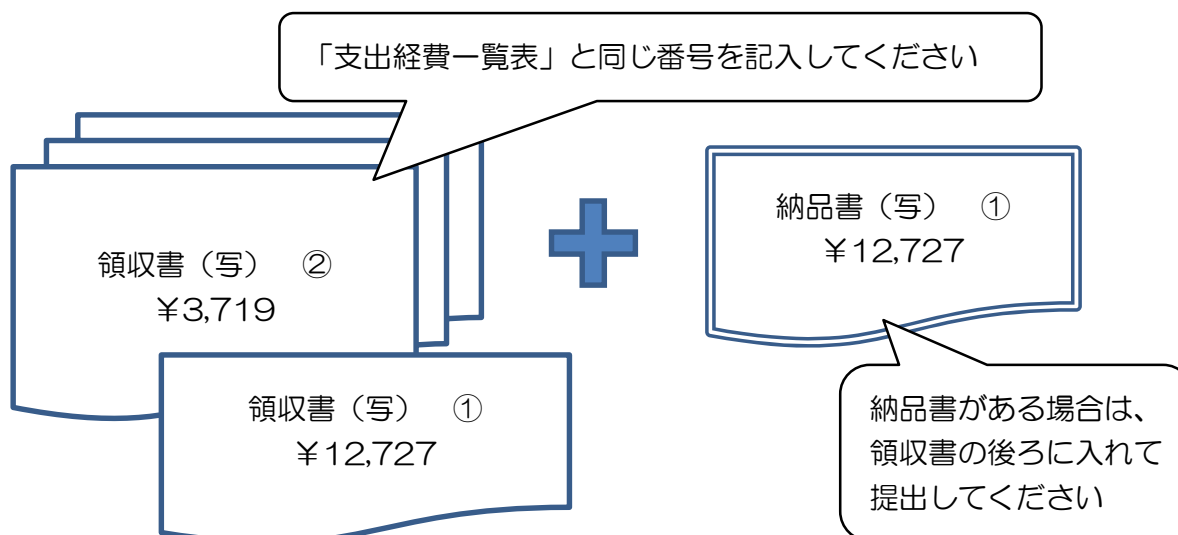 「支出経費一覧表」と同じ番号を記入してください
領収書（写）　②
￥3,719
領収書（写）　①
￥12,727
納品書（写）　①
￥12,727
納品書がある場合は、
領収書の後ろに入れて
提出してください